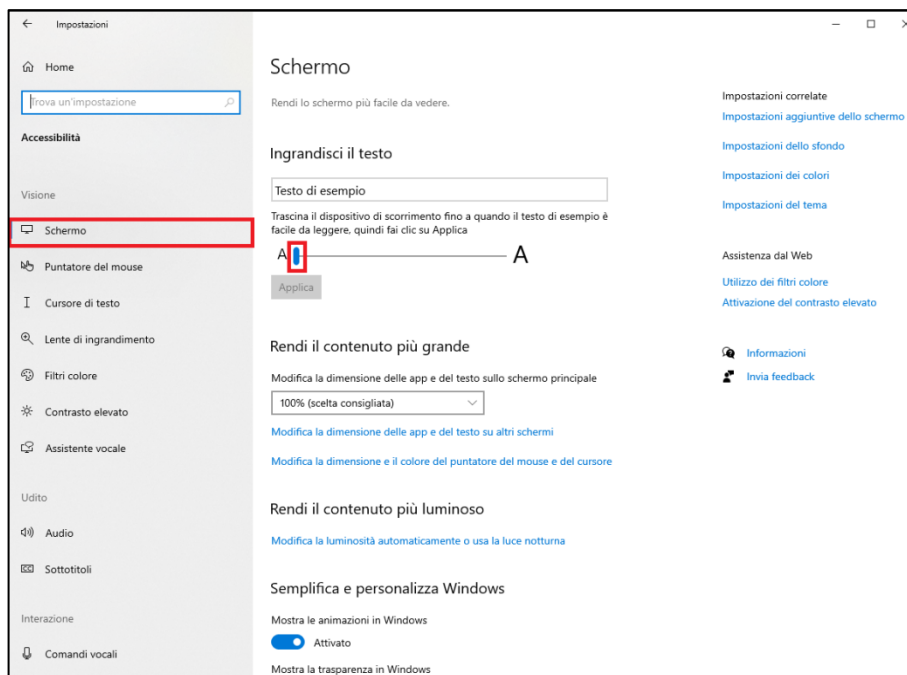 Impostazioni
Home
Trova un'impostazione
Accessibilità
Visione
Schermo
Puntatore del mouse
Cursore di testo
Lente di ingrandimento
Filtri colore
Contrasto elevato
Assistente vocale
Udito
Audio
Sottotitoli
Interazione
Comandi vocali
Schermo
Rendi lo schermo più facile da vedere.
Ingrandisci il testo
Testo di esempio
Trascina il dispositivo di scorrimento fino a quando il testo di esempio è
facile da leggere, quindi fai clic su Applica
A A
Applica
Rendi il contenuto più grande
Modifica la dimensione delle app e del testo sullo schermo principale
100% (scelta consigliata)
Modifica la dimensione delle app e del testo su altri schermi
Modifica la dimensione e il colore del puntatore del mouse e del cursore
Rendi il contenuto più luminoso
Modifica la luminosità automaticamente o usa la luce notturna
Semplifica e personalizza Windows
Mostra le animazioni in Windows
Attivato
Mostra la trasparenza in Windows
Impostazioni correlate
Impostazioni aggiuntive dello schermo
Impostazioni dello sfondo
Impostazioni dei colori
Impostazioni del tema
Assistenza dal Web
Utilizzo dei filtri colore
Attivazione del contrasto elevato
Informazioni
Invia feedback